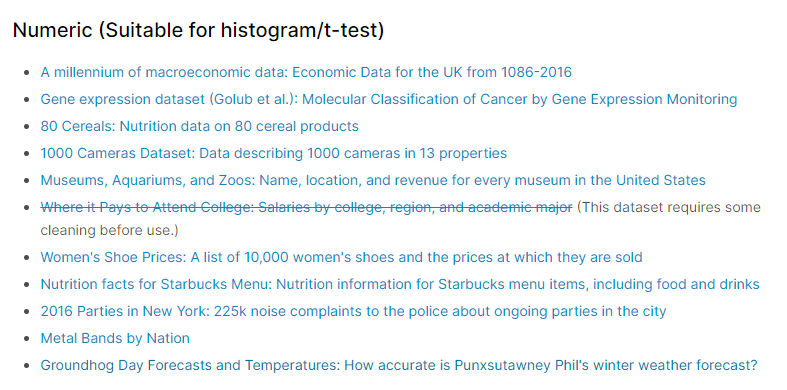 Numeric (Suitable for histogram/t-test)
A millennium of macroeconomic data: Economic Data for the UK from 1086-2016
Gene expression dataset (Golub et al.): Molecular Classification of Cancer by Gene Expression Monitoring
80 Cereals: Nutrition data on 80 cereal products
1000 Cameras Dataset: Data describing 1000 cameras in 13 properties
Museums, Aquariums, and Zoos: Name, location, and revenue for every museum in the United States
Where it Pays to Attend College: Salaries by college, region, and academic major (This dataset requires some
cleaning before use.)
Women's Shoe Prices: A list of 10,000 women's shoes and the prices at which they are sold
Nutrition facts for Starbucks Menu: Nutrition information for Starbucks menu items, including food and drinks
2016 Parties in New York: 225k noise complaints to the police about ongoing parties in the city
Metal Bands by Nation
Groundhog Day Forecasts and Temperatures: How accurate is Punxsutawney Phil's winter weather forecast?